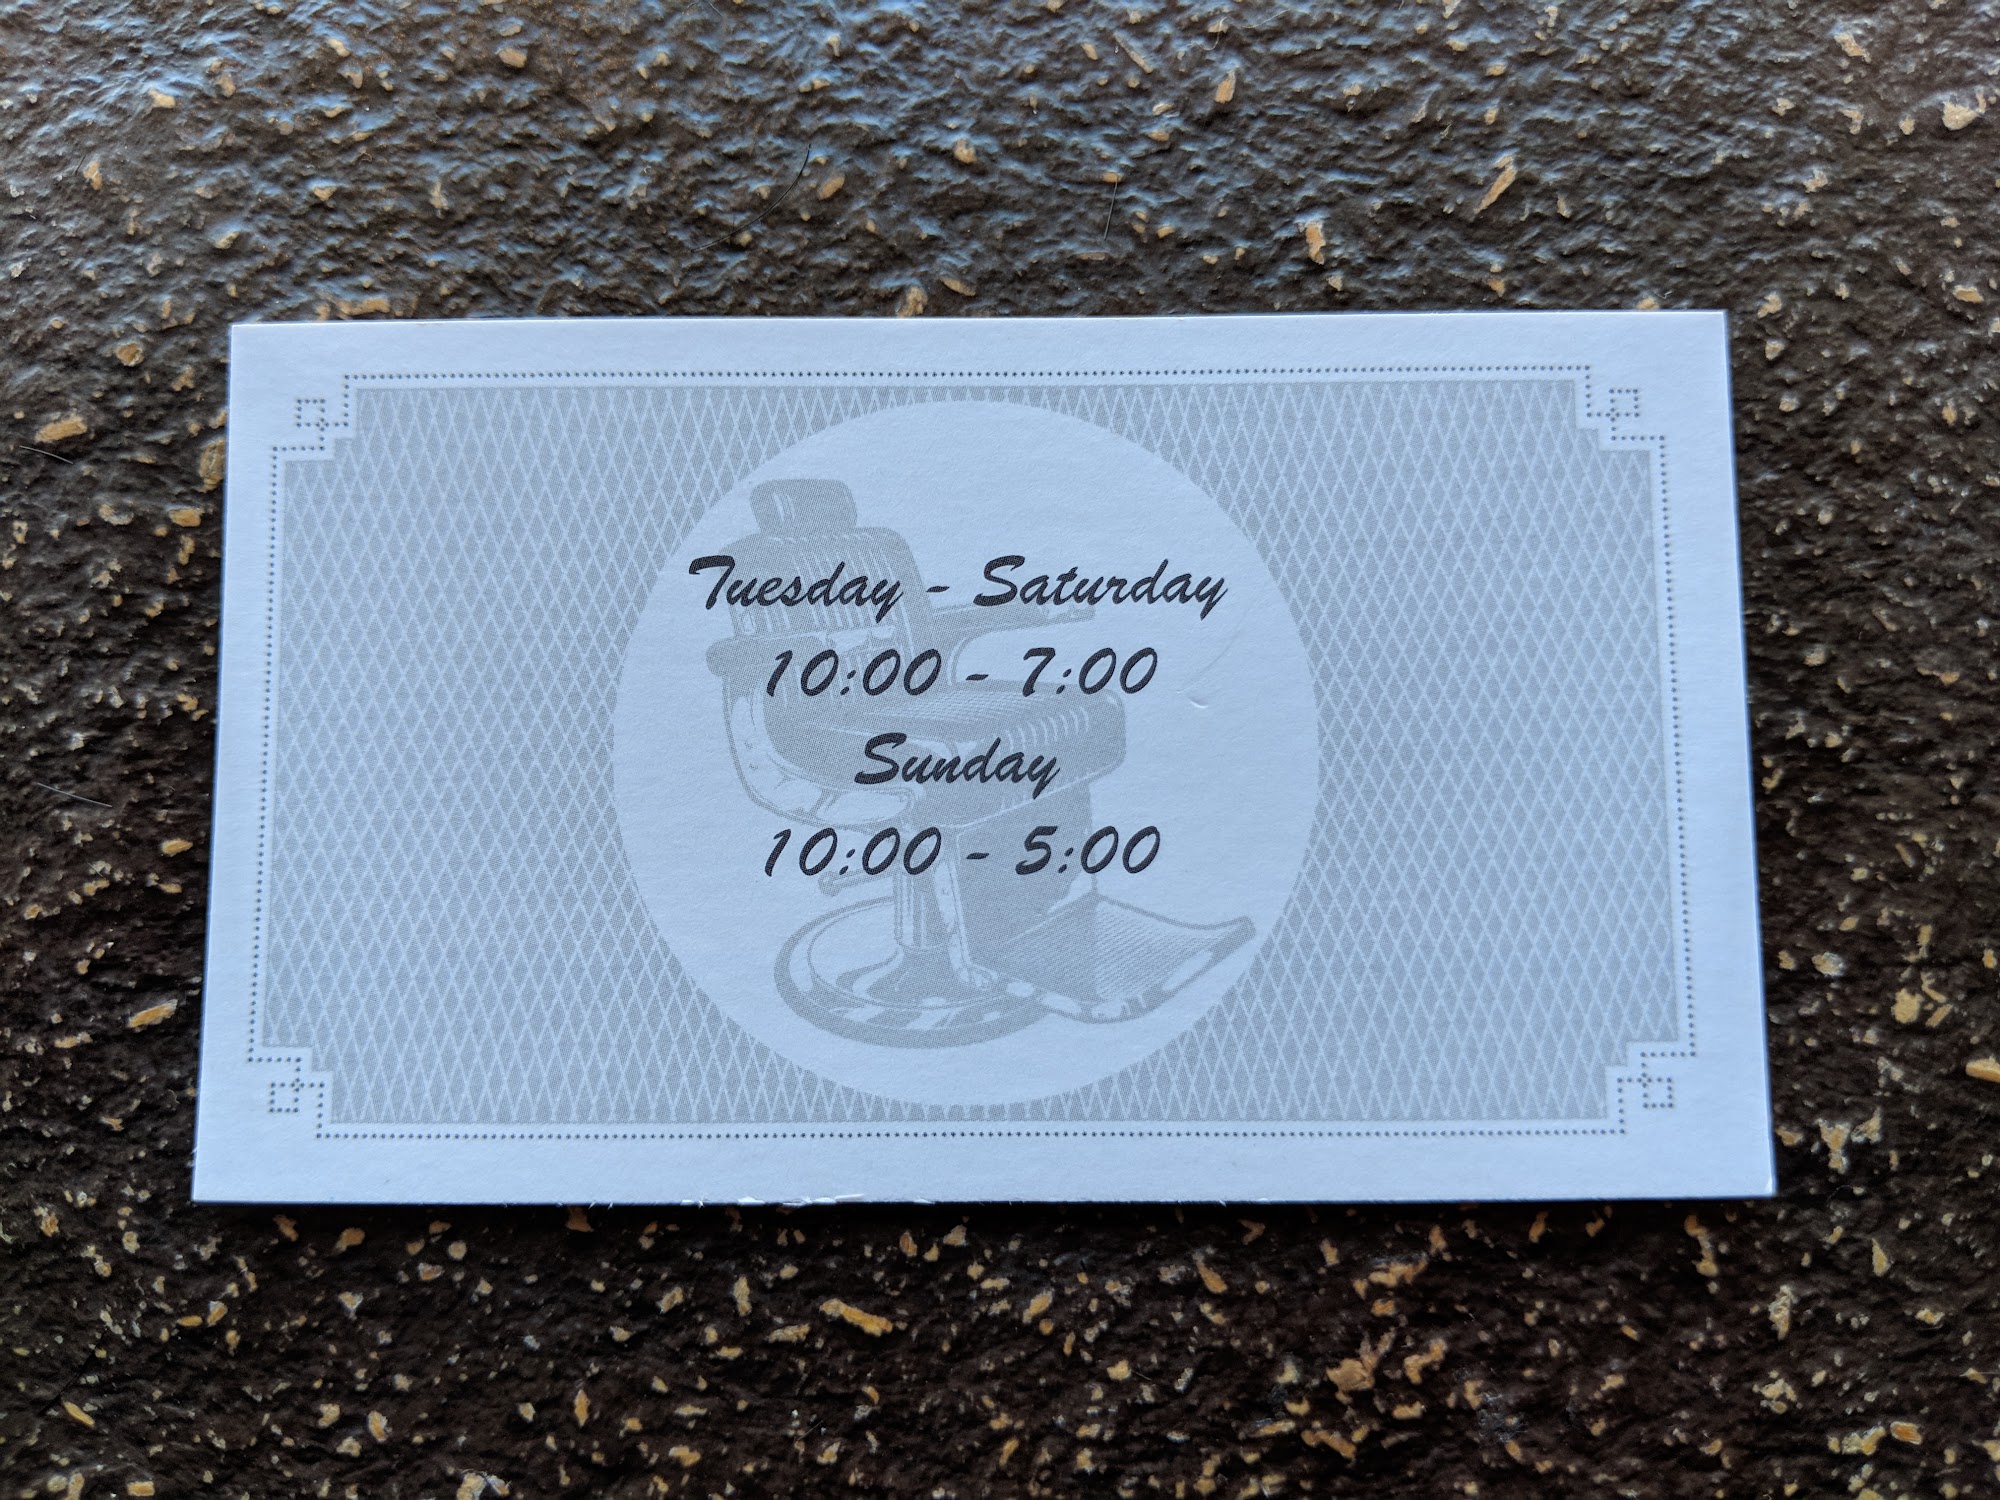 Tuesday - Saturday
10:00 - 7:00
Sunday
10:00 - 5:00